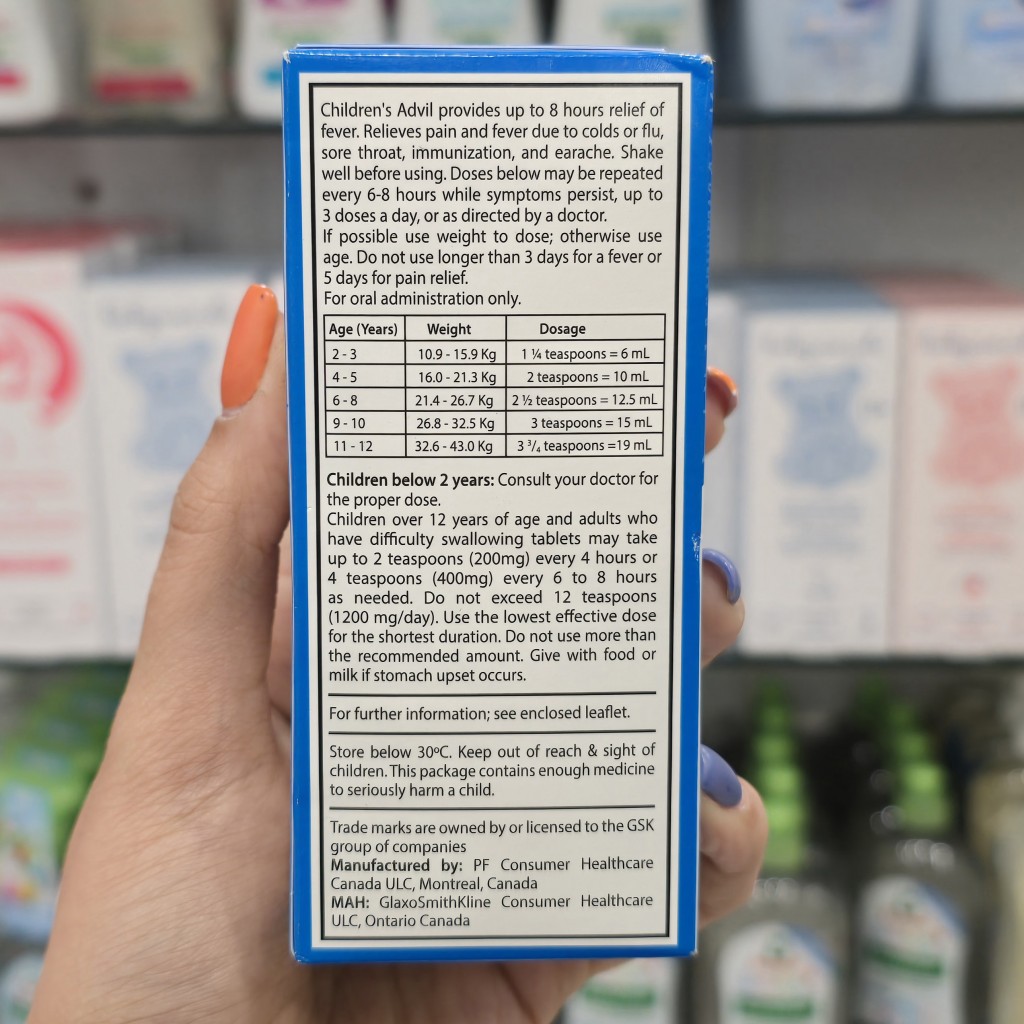 Children's Advil provides up to 8 hours relief of
fever. Relieves pain and fever due to colds or flu,
sore throat, immunization, and earache. Shake
well before using. Doses below may be repeated
every 6-8 hours while symptoms persist, up to
3 doses a day, or as directed by a doctor.
If possible use weight to dose; otherwise use
age. Do not use longer than 3 days for a fever or
5 days for pain relief.
For oral administration only.
Age (Years) Weight Dosage
2 - 3 10.9 - 15.9 Kg 1 ¼ teaspoons = 6 mL
4 - 5 16.0 - 21.3 Kg 2 teaspoons = 10 mL
6 - 8 21.4 - 26.7 Kg 2 ½ teaspoons = 12.5 mL
9 - 10 26.8 - 32.5 Kg 3 teaspoons = 15 mL
11 - 12 32.6 - 43.0 Kg 3 ³/₄ teaspoons =19 mL
Children below 2 years: Consult your doctor for
the proper dose.
Children over 12 years of age and adults who
have difficulty swallowing tablets may take
up to 2 teaspoons (200mg) every 4 hours or
4 teaspoons (400mg) every 6 to 8 hours
as needed. Do not exceed 12 teaspoons
(1200 mg/day). Use the lowest effective dose
for the shortest duration. Do not use more than
the recommended amount. Give with food or
milk if stomach upset occurs.
For further information; see enclosed leaflet.
Store below 30ºC. Keep out of reach & sight of
children. This package contains enough medicine
to seriously harm a child.
Trade marks are owned by or licensed to the GSK
group of companies
Manufactured by: PF Consumer Healthcare
Canada ULC, Montreal, Canada
MAH: GlaxoSmithKline Consumer Healthcare
ULC, Ontario Canada